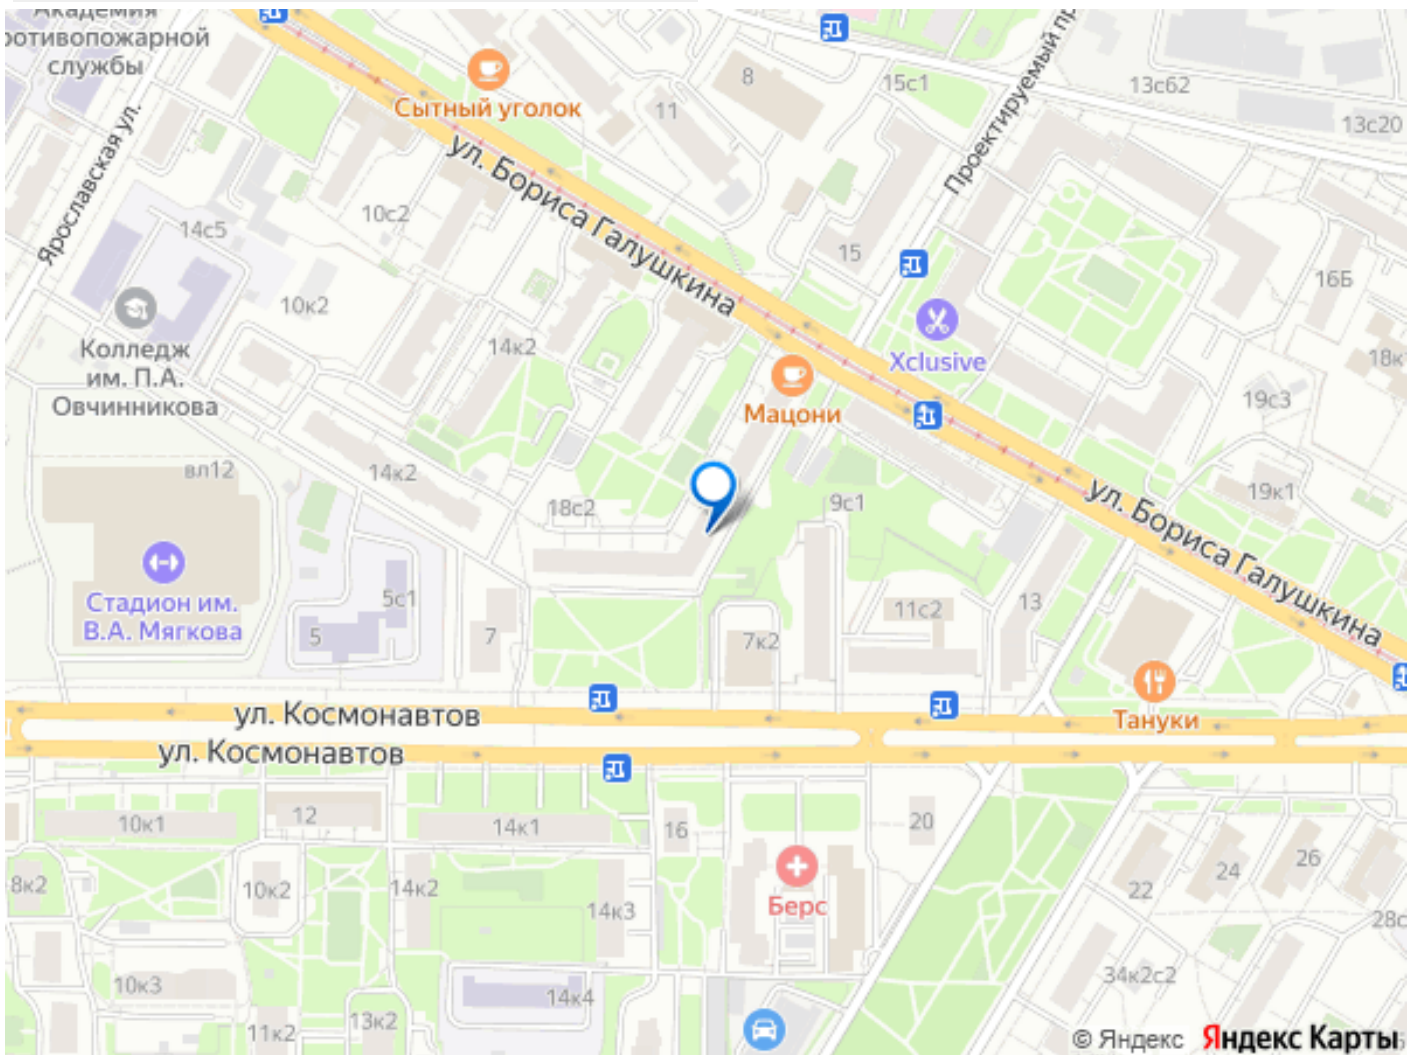 Академия
ротивопожарной
службы
Сытный уголок
8
15с1
13с62
13с20
11
Проектируемый пр
Ярославская ул.
ул. Бориса Галушкина
10с2
14с5
15
16Б
10к2
Колледж
им. П.А.
Овчинникова
14к2
Xclusive
18к
Мацони
19с3
вл12
14к2
18с2
9с1
19к1
ул. Бориса Галушкина
Стадион им.
В.А. Мягкова
5с1
5
7
7к2
11с2
13
Тануки
ул. Космонавтов
ул. Космонавтов
10к1
12
14к1
16
20
22
24
26
8к2
10к2
14к2
14к3
Берс
28с
10к3
14к4
34к2с2
11к2
13к2
© Яндекс Яндекс Карты